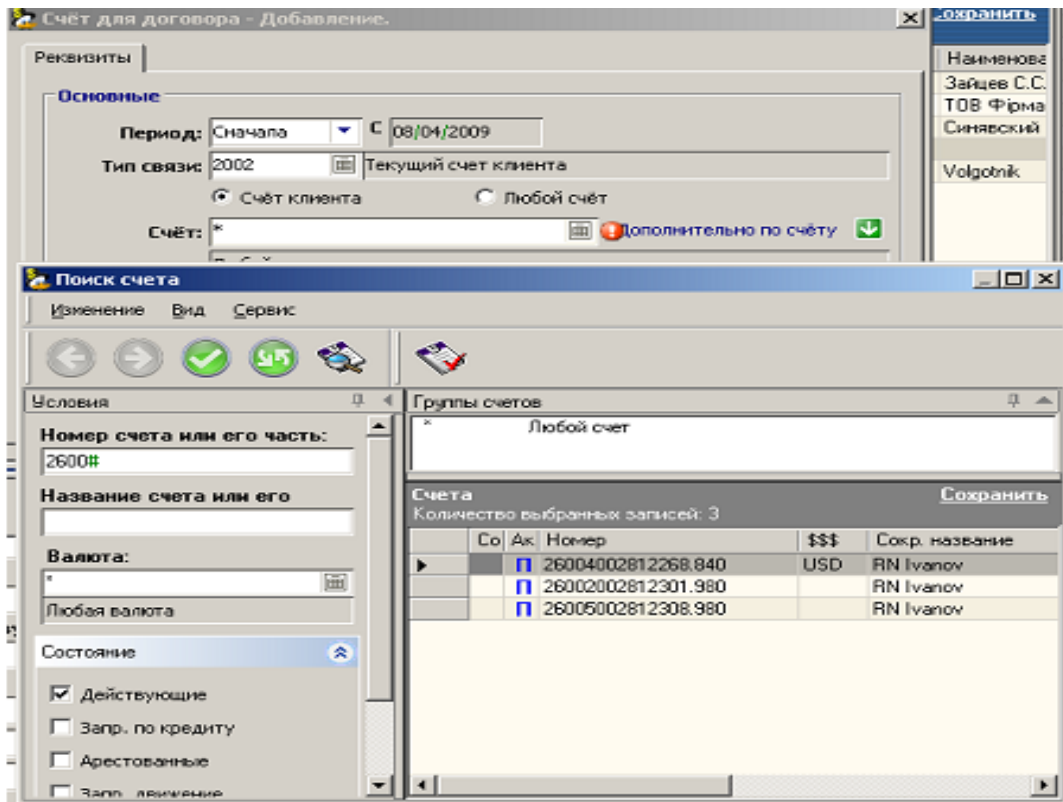 Счёт для договора - Добавление.
Сохранить
Реквизиты
Наименова
Основные
Зайцев С.С.
ТОВ Фірма
Период: Сначала С 08/04/2009
Синявский
Тип связи: 2002 Текущий счет клиента
Volgotnik
Счёт клиента Любой счёт
Счёт: * Дополнительно по счёту
Поиск счета
Изменение Вид Сервис
Условия
Группы счетов
* Любой счет
Номер счета или его часть:
2600#
Название счета или его
Счета Сохранить
Количество выбранных записей: 3
Со Ак Номер $$$ Сокр. название
П 26004002812268.840 USD RN Ivanov
П 26002002812301.980 RN Ivanov
П 26005002812308.980 RN Ivanov
Валюта:
*
Любая валюта
Состояние
Действующие
Запр. по кредиту
Арестованные
Запр. движение